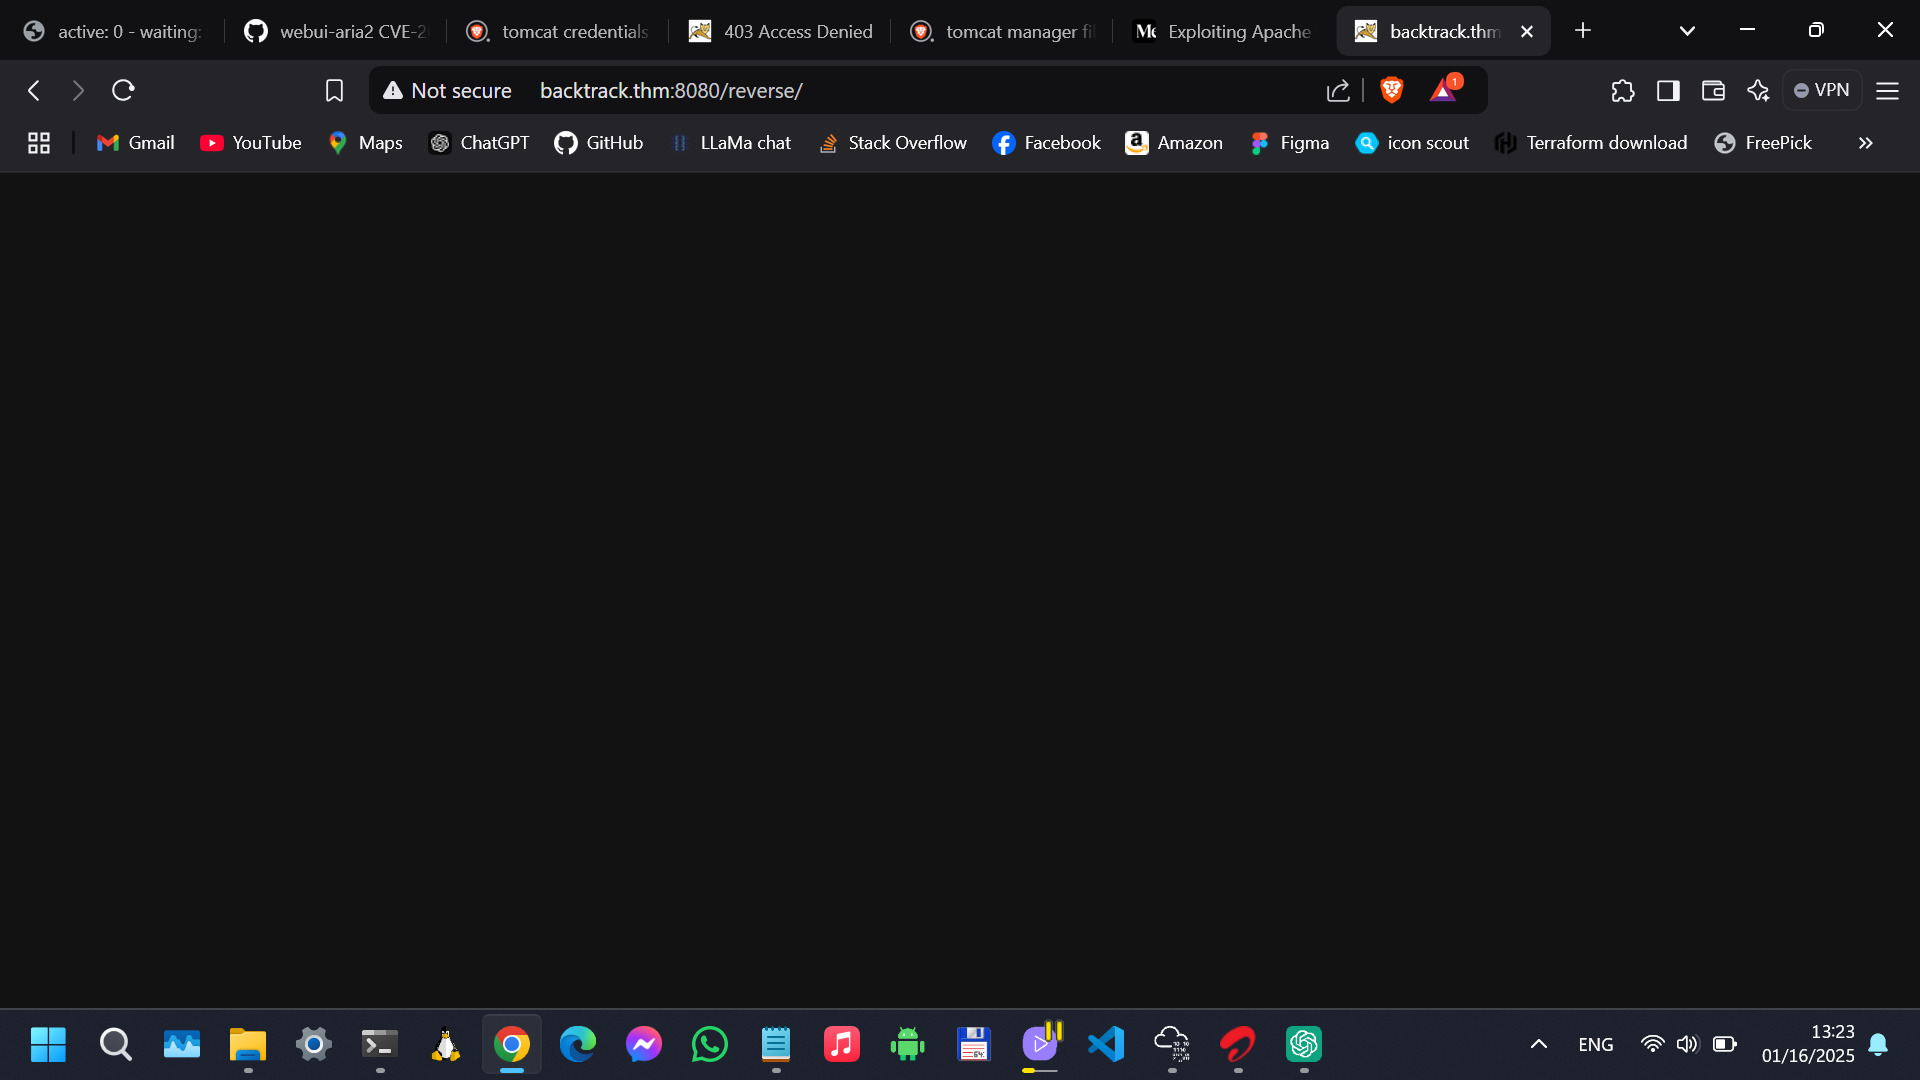 active: 0 - waiting:
webui-aria2 CVE-2
tomcat credentials
403 Access Denied
tomcat manager fil
Exploiting Apache
backtrack.thm
Not secure
backtrack.thm:8080/reverse/
1
VPN
Gmail
YouTube
Maps
ChatGPT
GitHub
LLaMa chat
Stack Overflow
Facebook
Amazon
Figma
icon scout
Terraform download
FreePick
ENG
13:23
01/16/2025